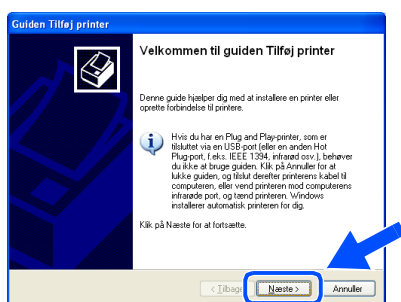 Guiden Tilføj printer
Velkommen til guiden Tilføj printer
Denne guide hjælper dig med at installere en printer eller
oprette forbindelse til printere.
Hvis du har en Plug and Play-printer, som er
tilsluttet via en USB-port (eller en anden Hot
Plug-port, f.eks. IEEE 1394, infrarød osv.), behøver
du ikke at bruge guiden. Klik på Annuller for at
lukke guiden, og tilslut derefter printerens kabel til
computeren, eller vend printeren mod computerens
infrarøde port, og tænd printeren. Windows
installerer automatisk printeren for dig.
Klik på Næste for at fortsætte.
< Tilbage
Næste >
Annuller